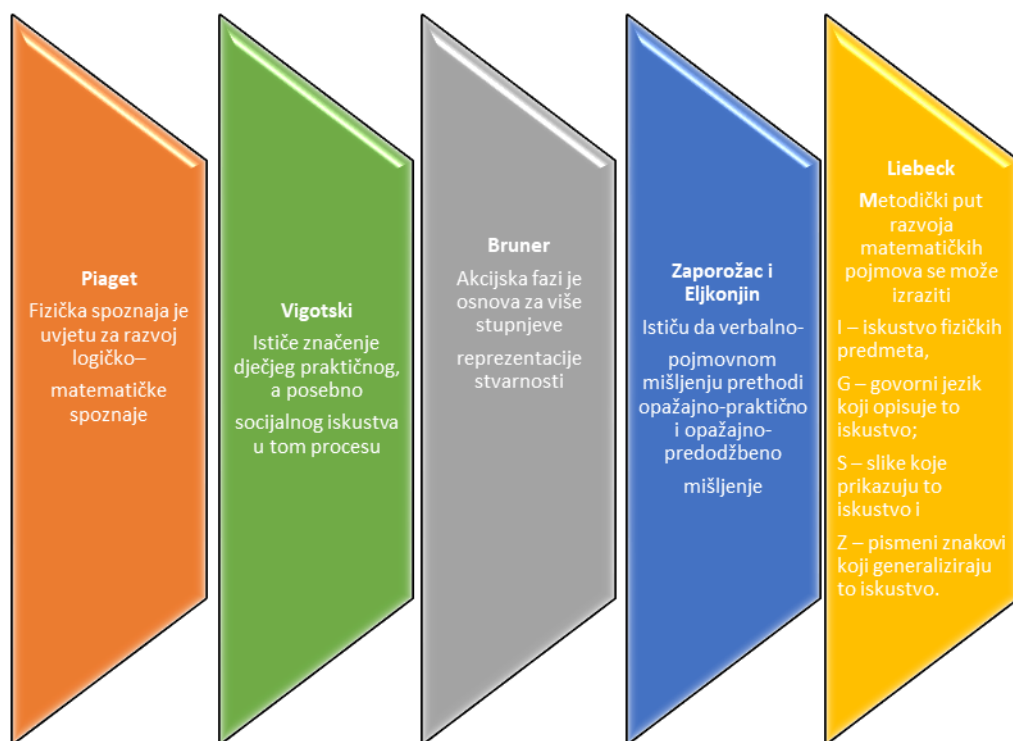 Piaget
Fizička spoznaja je
uvjetu za razvoj
logičko–
matematičke
spoznaje
Vigotski
Ističe značenje
dječjeg praktičnog,
a posebno
socijalnog iskustva
u tom procesu
Bruner
Akcijska fazi je
osnova za više
stupnjeve
reprezentacije
stvarnosti
Zaporožac i
Eljkonjin
Ističu da verbalno-
pojmovnom
mišljenju prethodi
opažajno-praktično
i opažajno-
predodžbeno
mišljenje
Liebeck
Metodički put
razvoja
matematičkih
pojmova se može
izraziti
I – iskustvo fizičkih
predmeta,
G – govorni jezik
koji opisuje to
iskustvo;
S – slike koje
prikazuju to
iskustvo i
Z – pismeni znakovi
koji generaliziraju
to iskustvo.